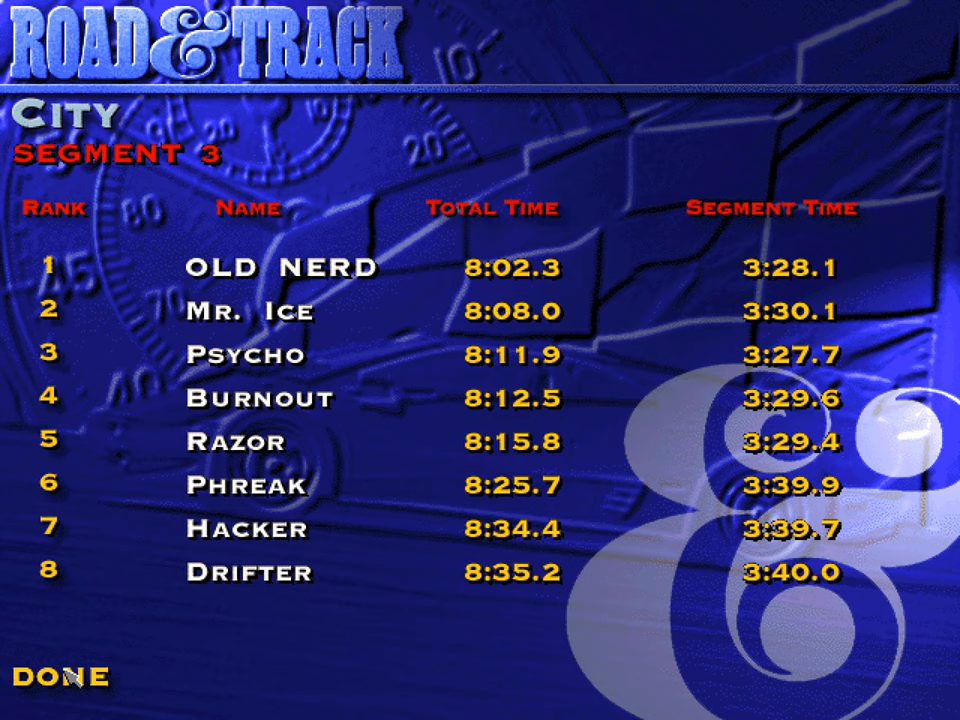 ROAD & TRACK
CITY
SEGMENT 3
RANK NAME TOTAL TIME SEGMENT TIME
1 OLD NERD 8:02.3 3:28.1
2 MR. ICE 8:08.0 3:30.1
3 PSYCHO 8:11.9 3:27.7
4 BURNOUT 8:12.5 3:29.6
5 RAZOR 8:15.8 3:29.4
6 PHREAK 8:25.7 3:39.9
7 HACKER 8:34.4 3:39.7
8 DRIFTER 8:35.2 3:40.0
DONE